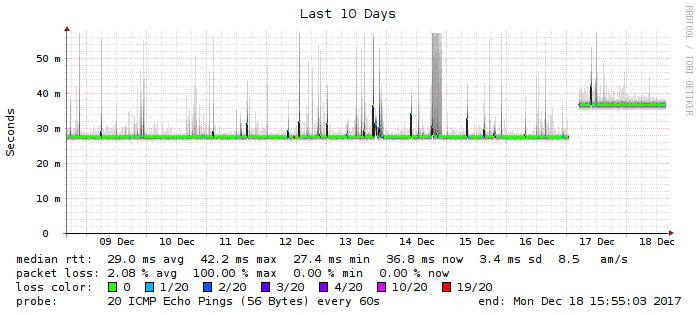 Last 10 Days
RRDTOOL / TOBI OETIKER
Seconds
50 m
40 m
30 m
20 m
10 m
0
09 Dec 10 Dec 11 Dec 12 Dec 13 Dec 14 Dec 15 Dec 16 Dec 17 Dec 18 Dec
median rtt: 29.0 ms avg 42.2 ms max 27.4 ms min 36.8 ms now 3.4 ms sd 8.5 am/s
packet loss: 2.08 % avg 100.00 % max 0.00 % min 0.00 % now
loss color: 0 1/20 2/20 3/20 4/20 10/20 19/20
probe: 20 ICMP Echo Pings (56 Bytes) every 60s end: Mon Dec 18 15:55:03 2017